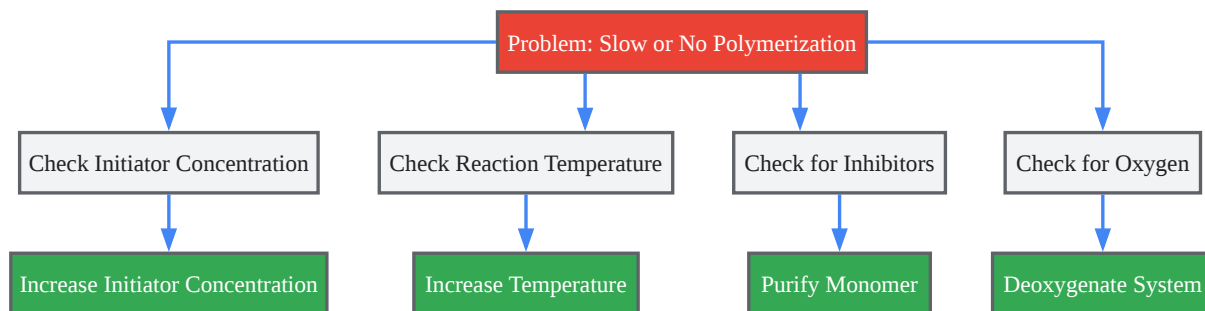 Problem: Slow or No Polymerization
Check Initiator Concentration
Check Reaction Temperature
Check for Inhibitors
Check for Oxygen
Increase Initiator Concentration
Increase Temperature
Purify Monomer
Deoxygenate System